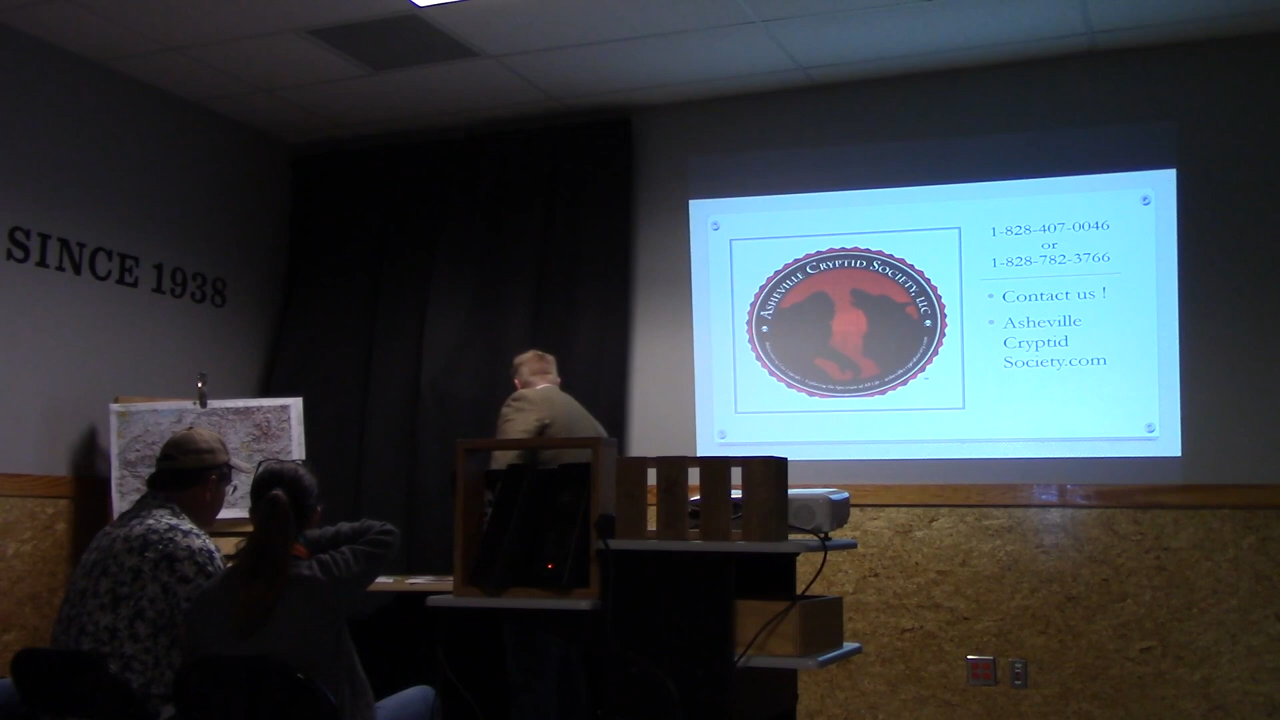 SINCE 1938
ASHEVILLE CRYPTID SOCIETY, LLC
1-828-407-0046
or
1-828-782-3766
• Contact us !
• Asheville
Cryptid
Society.com